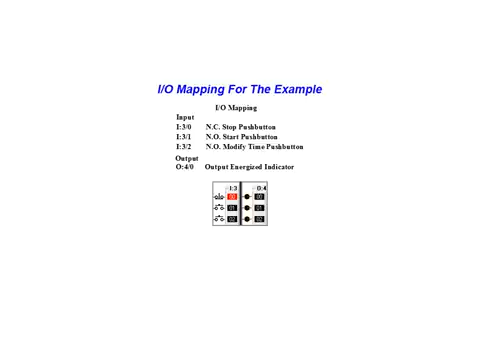 I/O Mapping For The Example
I/O Mapping
Input
I:3/0 N.C. Stop Pushbutton
I:3/1 N.O. Start Pushbutton
I:3/2 N.O. Modify Time Pushbutton
Output
O:4/0 Output Energized Indicator
I:3 O:4
00 00
01 01
02 02